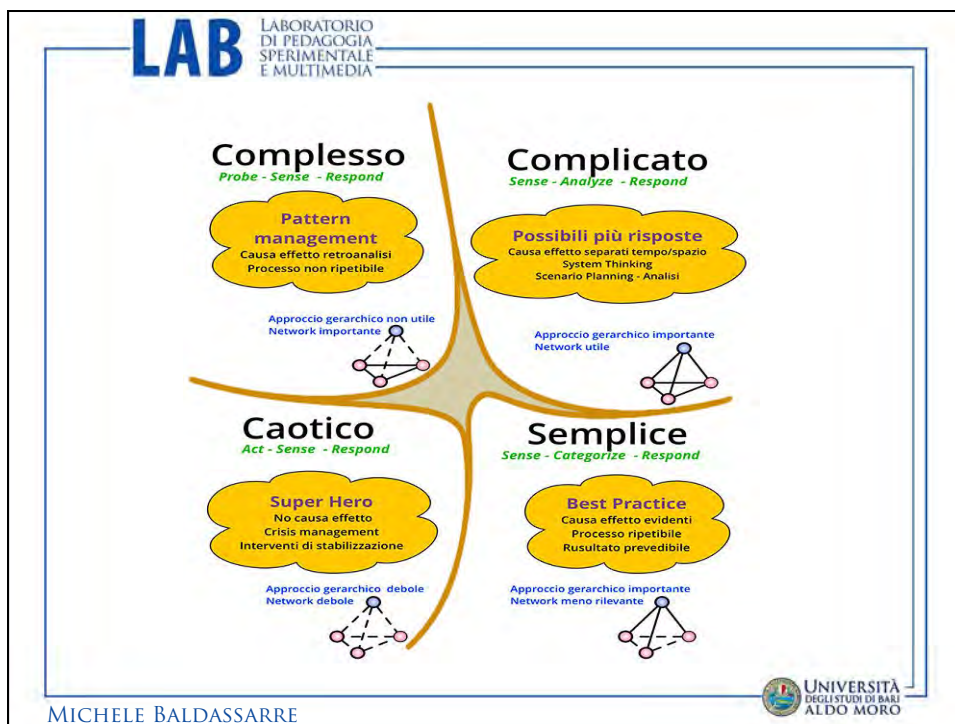 LAB
LABORATORIO
DI PEDAGOGIA
SPERIMENTALE
E MULTIMEDIA
Complesso
Probe - Sense - Respond
Pattern
management
Causa effetto retroanalisi
Processo non ripetibile
Approccio gerarchico non utile
Network importante
Complicato
Sense - Analyze - Respond
Possibili più risposte
Causa effetto separati tempo/spazio
System Thinking
Scenario Planning - Analisi
Approccio gerarchico importante
Network utile
Caotico
Act - Sense - Respond
Super Hero
No causa effetto
Crisis management
Interventi di stabilizzazione
Approccio gerarchico debole
Network debole
Semplice
Sense - Categorize - Respond
Best Practice
Causa effetto evidenti
Processo ripetibile
Rusultato prevedibile
Approccio gerarchico importante
Network meno rilevante
MICHELE BALDASSARRE
UNIVERSITÀ
DEGLI STUDI DI BARI
ALDO MORO